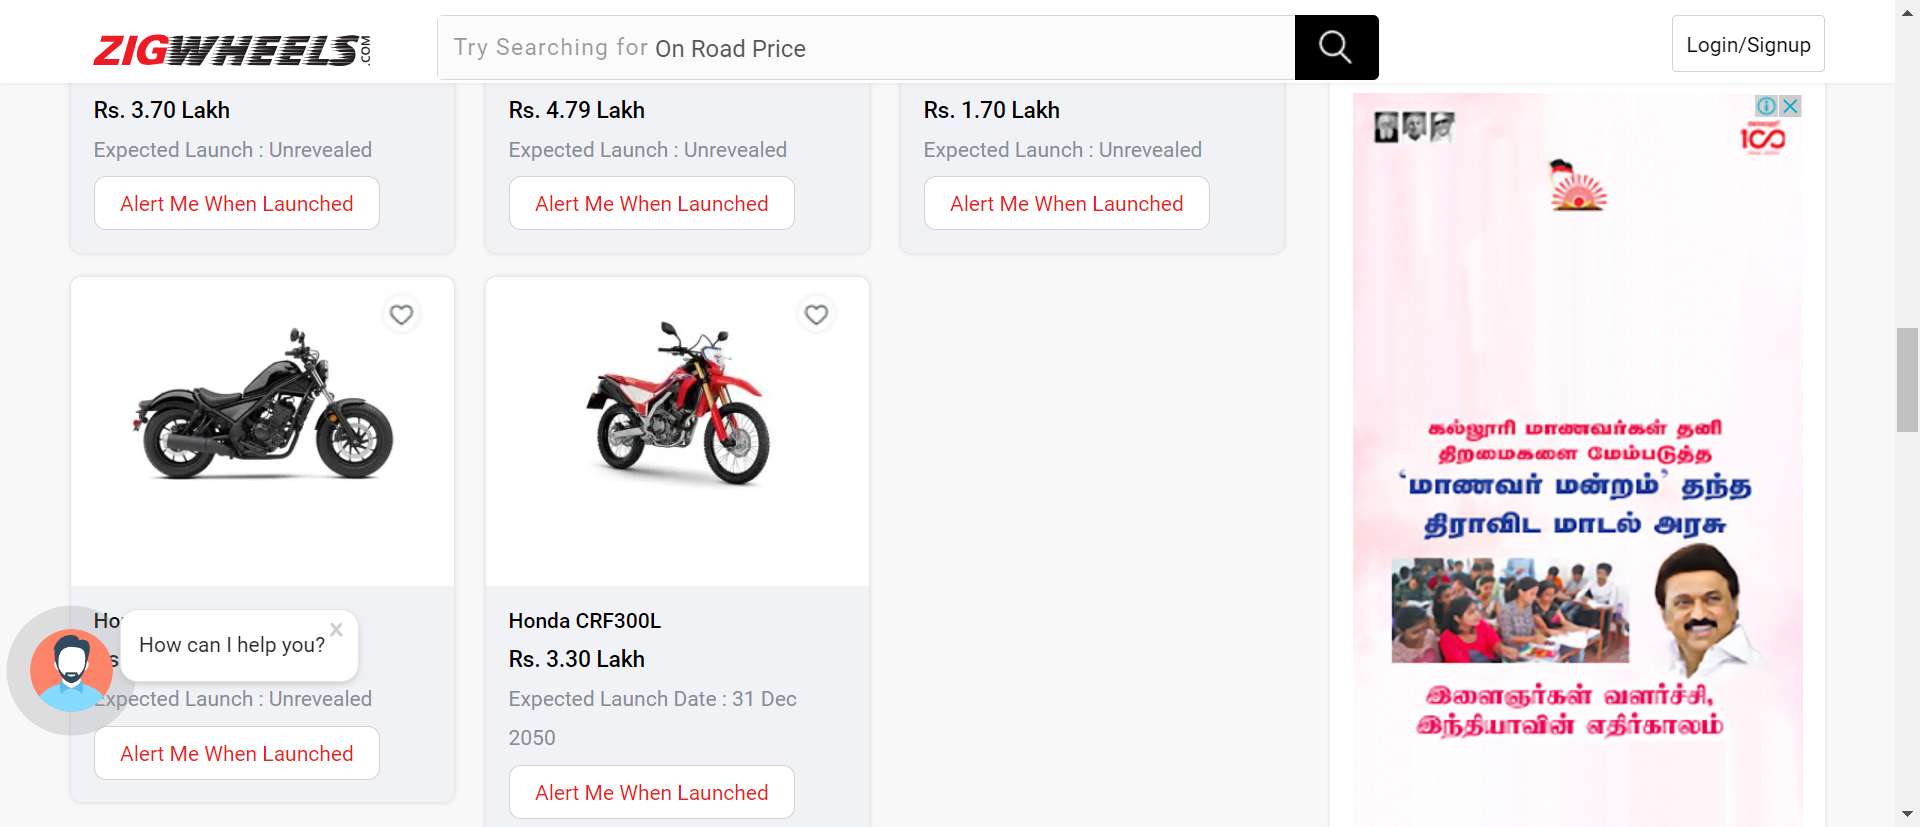 ZIGWHEELS.COM
Try Searching for On Road Price
Login/Signup
Rs. 3.70 Lakh
Expected Launch : Unrevealed
Alert Me When Launched
Rs. 4.79 Lakh
Expected Launch : Unrevealed
Alert Me When Launched
Rs. 1.70 Lakh
Expected Launch : Unrevealed
Alert Me When Launched
How can I help you?
Expected Launch : Unrevealed
Alert Me When Launched
Honda CRF300L
Rs. 3.30 Lakh
Expected Launch Date : 31 Dec
2050
Alert Me When Launched
100
கல்லூரி மாணவர்கள் தனி
திறமைகளை மேம்படுத்த
‘மாணவர் மன்றம்’ தந்த
திராவிட மாடல் அரசு
இளைஞர்கள் வளர்ச்சி,
இந்தியாவின் எதிர்காலம்